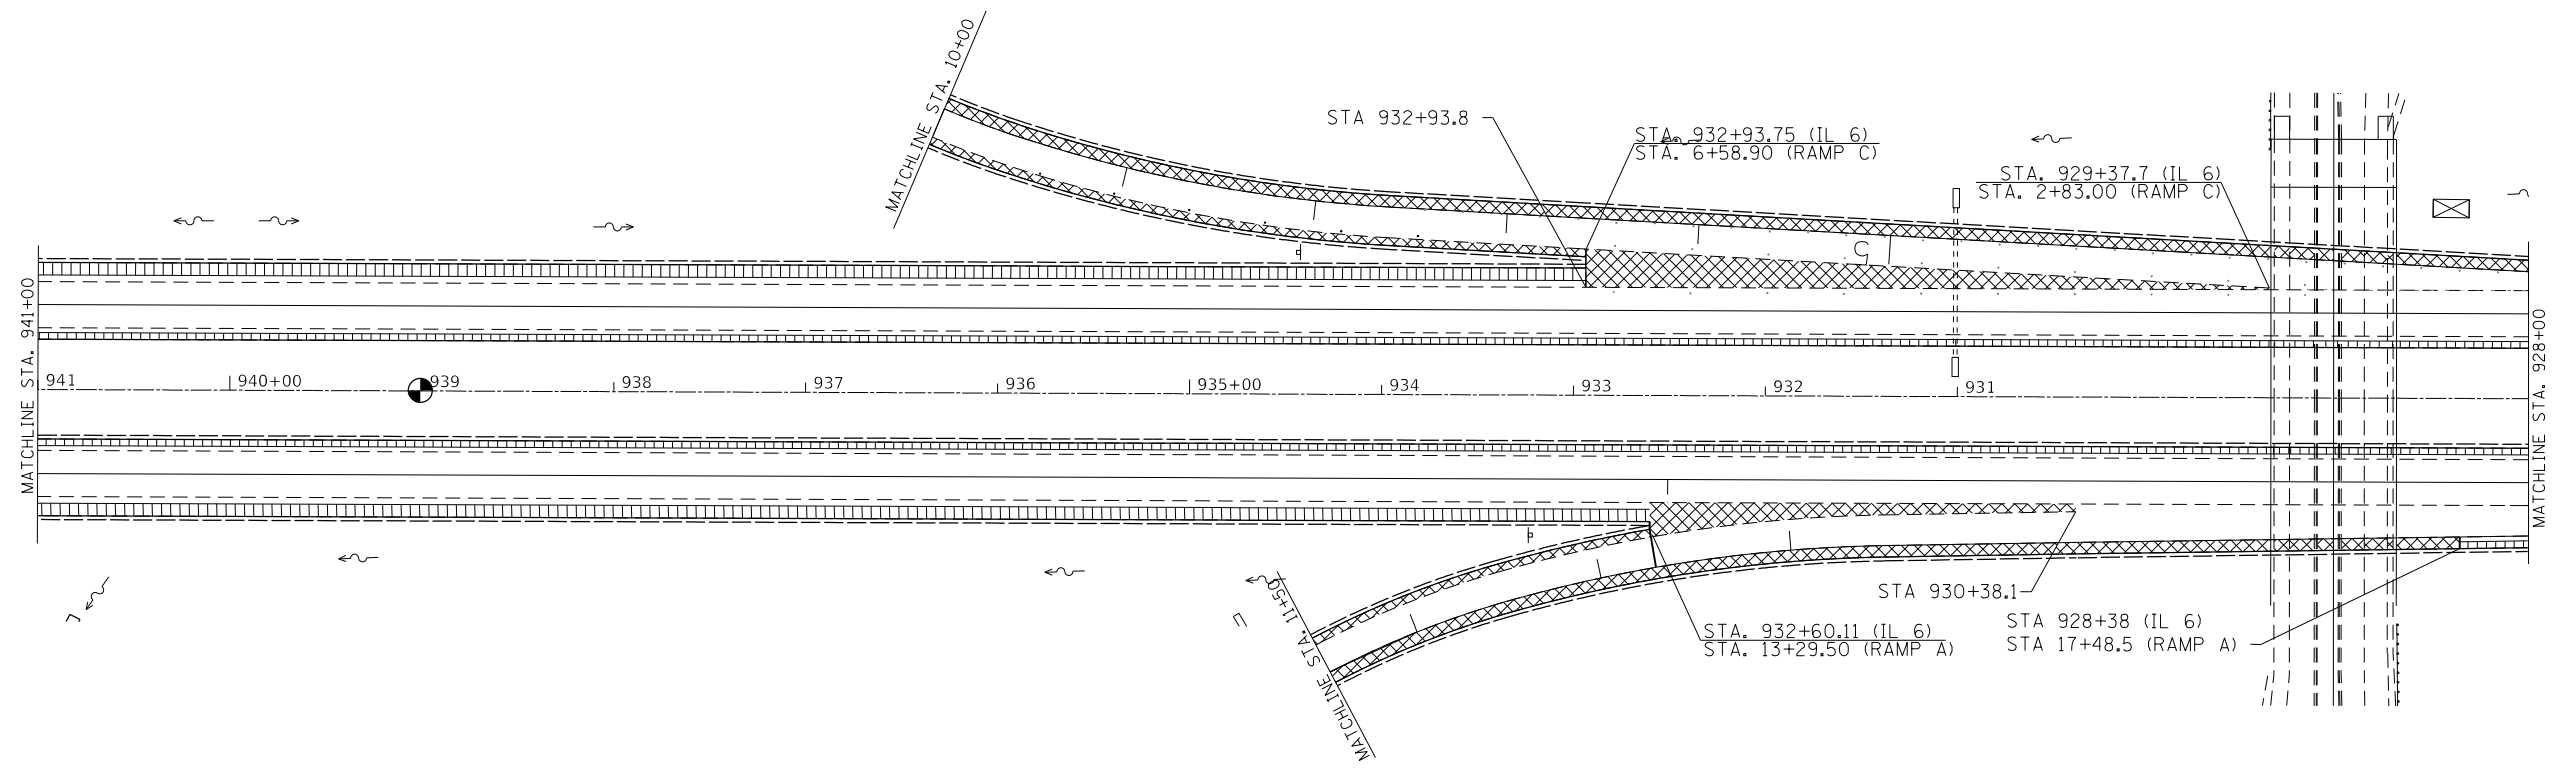 MATCHLINE STA. 10+00
STA 932+93.8
STA. 932+93.75 (IL 6)
STA. 6+58.90 (RAMP C)
STA. 929+37.7 (IL 6)
STA. 2+83.00 (RAMP C)
5
MATCHLINE STA. 941+00
941
940+00
939
938
937
936
935+00
934
933
932
931
MATCHLINE STA. 928+00
MATCHLINE STA. 11+50
STA 930+38.1
STA. 932+60.11 (IL 6)
STA. 13+29.50 (RAMP A)
STA 928+38 (IL 6)
STA 17+48.5 (RAMP A)